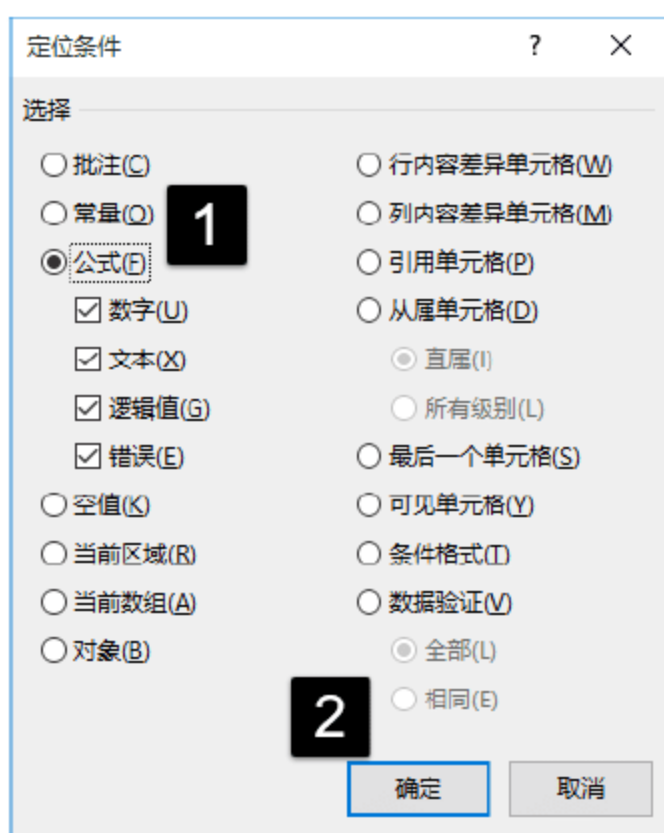 定位条件 ? ×
选择
批注(C)
常量(O)
1
公式(F)
数字(U)
文本(X)
逻辑值(G)
错误(E)
空值(K)
当前区域(R)
当前数组(A)
对象(B)
行内容差异单元格(W)
列内容差异单元格(M)
引用单元格(P)
从属单元格(D)
直属(I)
所有级别(L)
最后一个单元格(S)
可见单元格(Y)
条件格式(T)
数据验证(V)
全部(L)
相同(E)
2
确定 取消